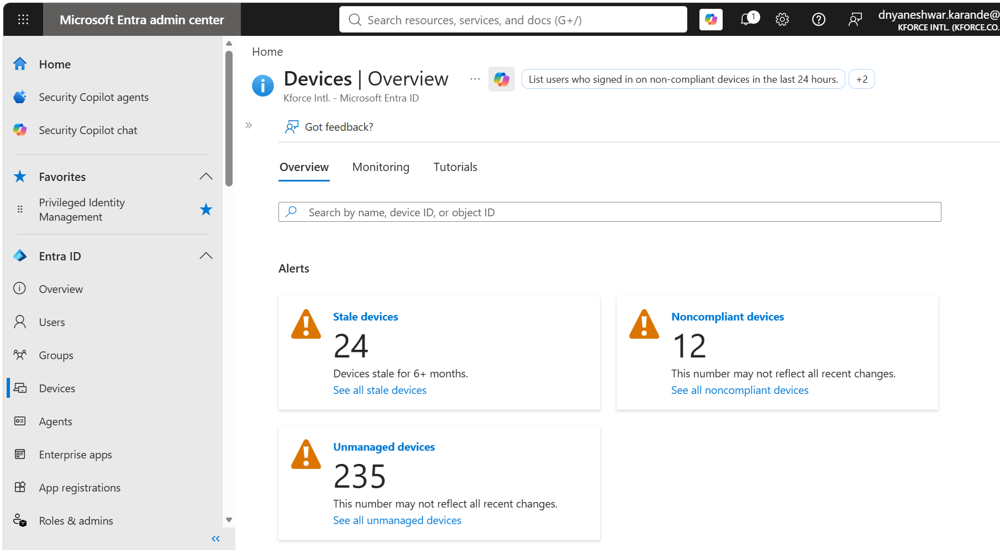 Microsoft Entra admin center
Search resources, services, and docs (G+/)
1
dnyaneshwar.karande@
KFORCE INTL. (KFORCE.CO.
Home
Security Copilot agents
Security Copilot chat
Favorites
Privileged Identity
Management
Entra ID
Overview
Users
Groups
Devices
Agents
Enterprise apps
App registrations
Roles & admins
Home
Devices | Overview
...
List users who signed in on non-compliant devices in the last 24 hours.
+2
Kforce Intl. - Microsoft Entra ID
Got feedback?
Overview
Monitoring
Tutorials
Search by name, device ID, or object ID
Alerts
Stale devices
24
Devices stale for 6+ months.
See all stale devices
Noncompliant devices
12
This number may not reflect all recent changes.
See all noncompliant devices
Unmanaged devices
235
This number may not reflect all recent changes.
See all unmanaged devices